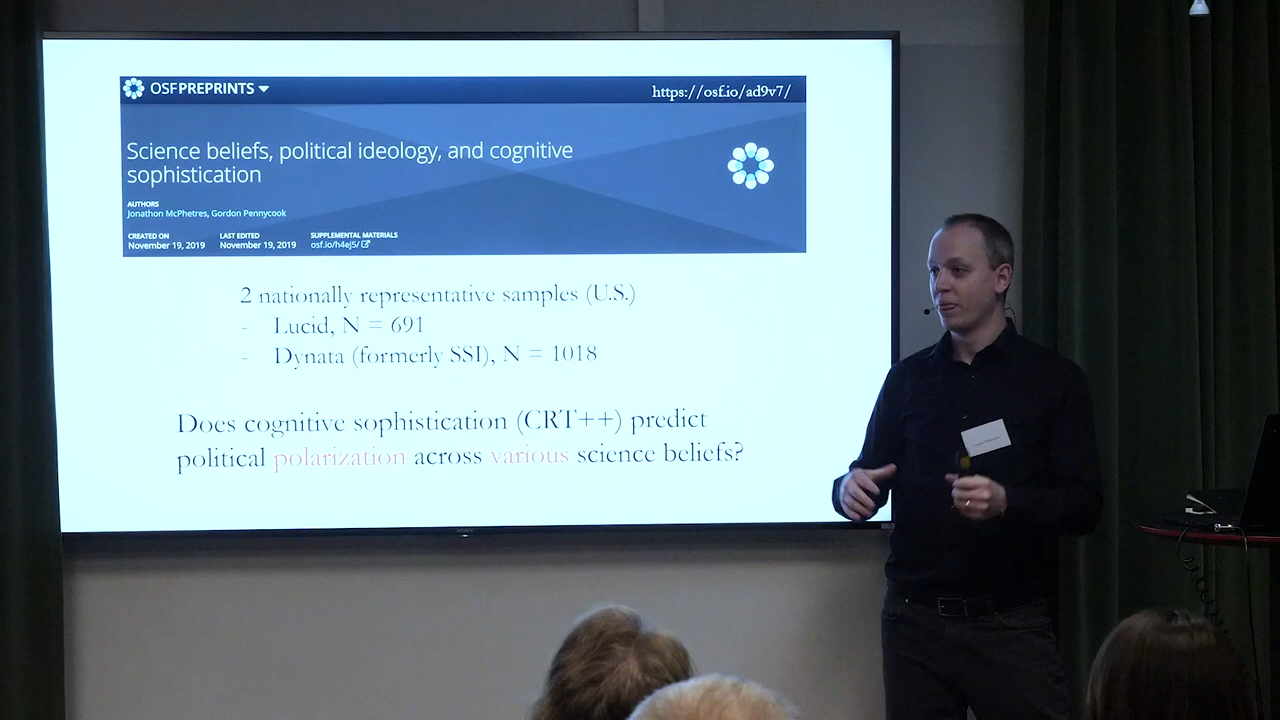 OSFPREPRINTS
https://osf.io/ad9v7/
Science beliefs, political ideology, and cognitive
sophistication
AUTHORS
Jonathon McPhetres, Gordon Pennycook
CREATED ON LAST EDITED SUPPLEMENTAL MATERIALS
November 19, 2019 November 19, 2019 osf.io/h4ej5/
2 nationally representative samples (U.S.)
- Lucid, N = 691
- Dynata (formerly SSI), N = 1018
Does cognitive sophistication (CRT++) predict
political polarization across various science beliefs?
SONY